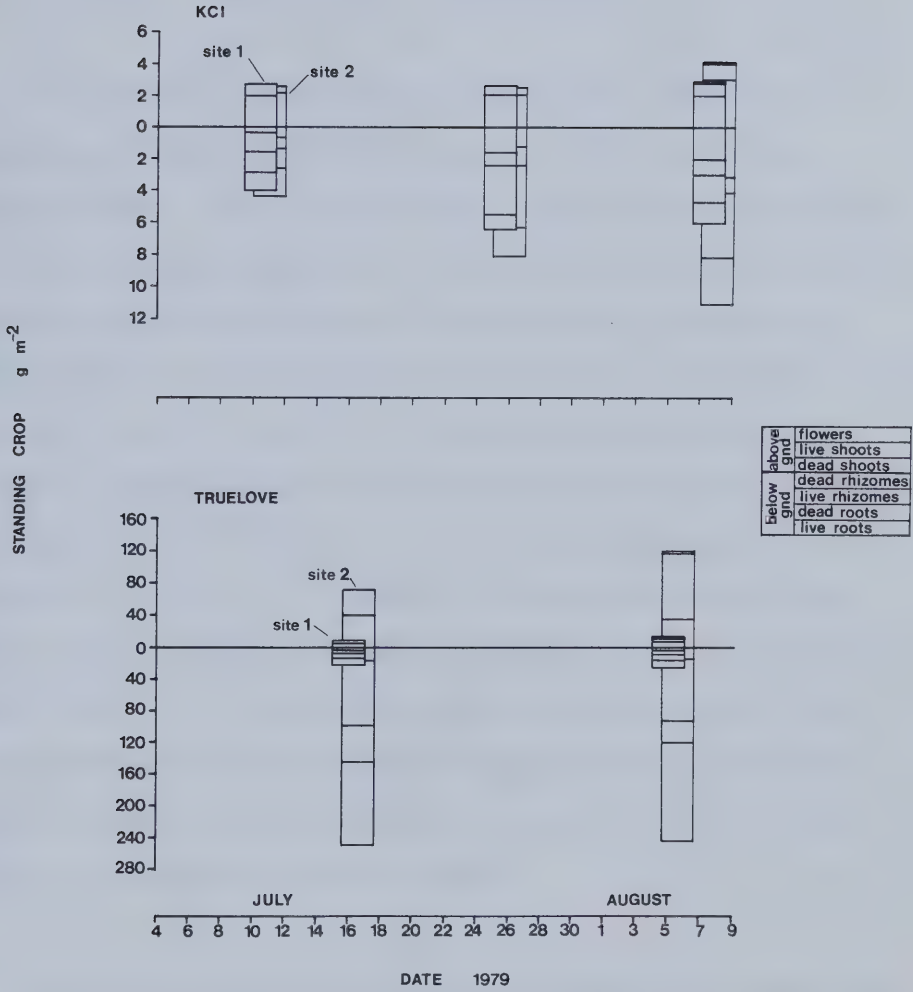 KCI
6
4
2
0
2
4
6
8
10
12
site 1
site 2
STANDING CROP g m⁻²
above gnd
flowers
live shoots
dead shoots
below gnd
dead rhizomes
live rhizomes
dead roots
live roots
TRUELOVE
160
120
80
40
0
40
80
120
160
200
240
280
site 2
site 1
JULY AUGUST
4 6 8 10 12 14 16 18 20 22 24 26 28 30 1 3 5 7 9
DATE 1979